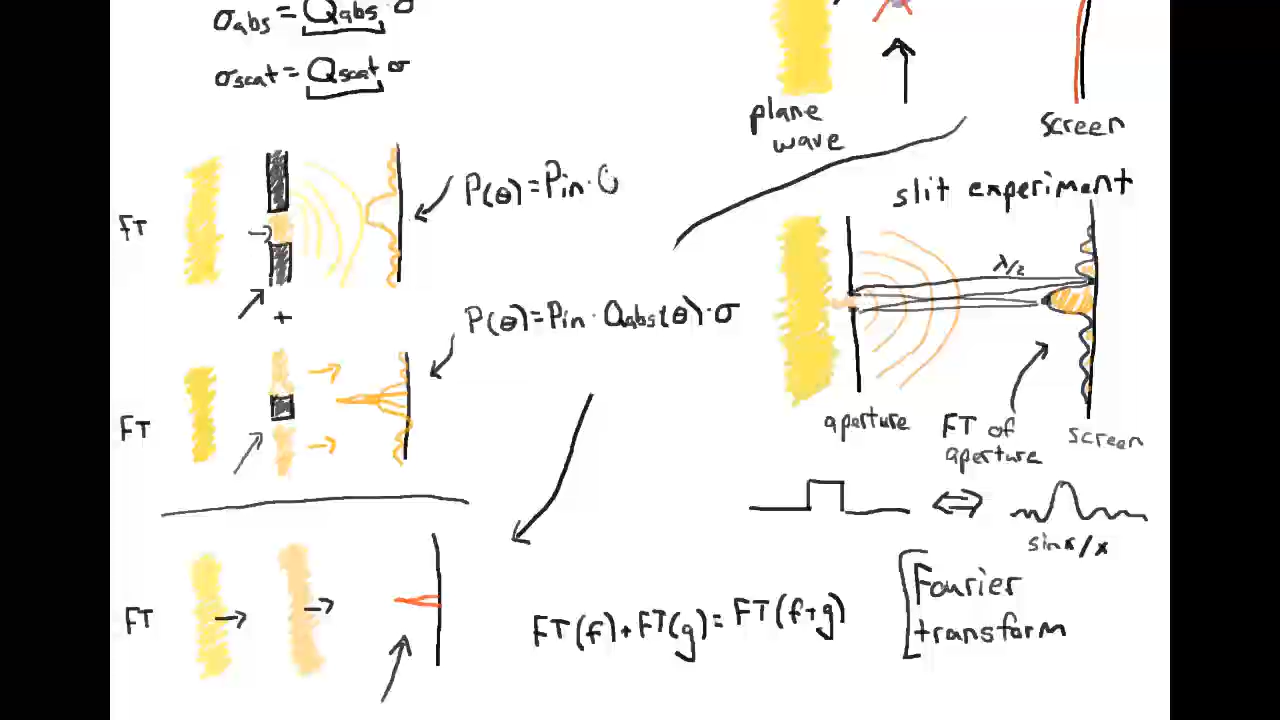 σabs = Qabs · σ
σscat = Qscat σ
plane
wave
screen
FT
P(θ) = Pin ·
slit experiment
λ/2
+
P(θ) = Pin · Qabs(θ) · σ
FT
aperture
FT of
aperture
screen
sinx/x
FT
FT(f) + FT(g) = FT(f+g)
Fourier
transform